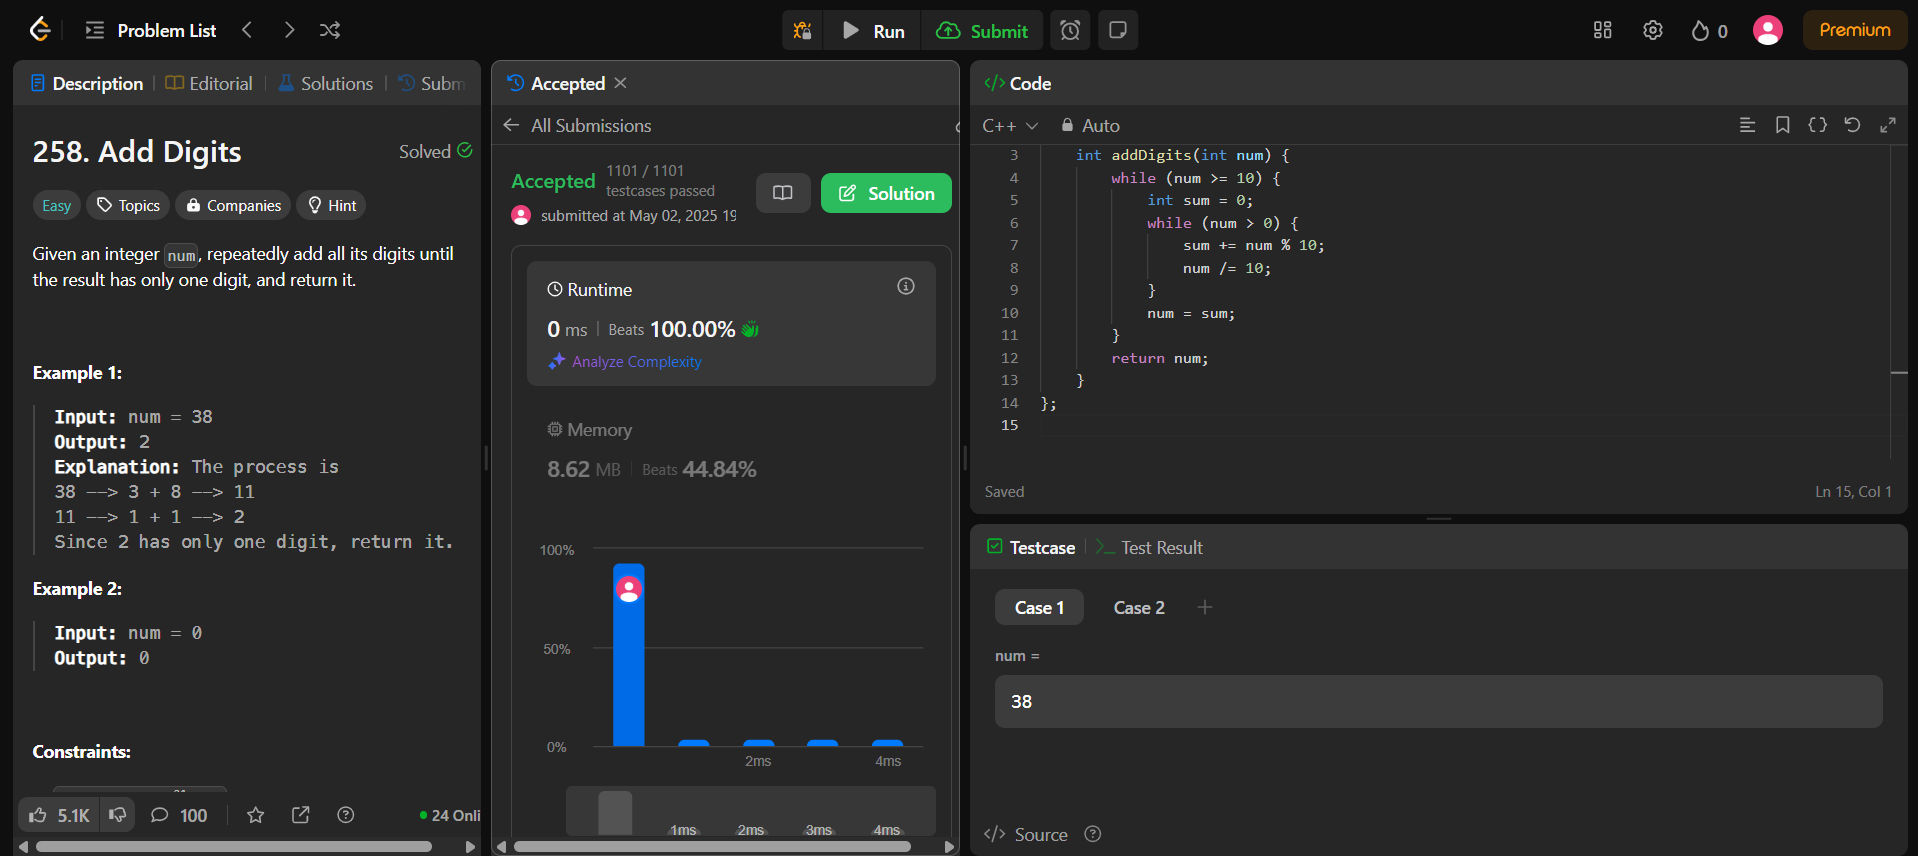 Problem List
Run
Submit
0
Premium
Description
Editorial
Solutions
Subm
258. Add Digits
Solved
Easy
Topics
Companies
Hint
Given an integer num, repeatedly add all its digits until
the result has only one digit, and return it.
Example 1:
Input: num = 38
Output: 2
Explanation: The process is
38 --> 3 + 8 --> 11
11 --> 1 + 1 --> 2
Since 2 has only one digit, return it.
Example 2:
Input: num = 0
Output: 0
Constraints:
5.1K
100
24 Onli
Accepted
All Submissions
Accepted
1101 / 1101
testcases passed
Solution
submitted at May 02, 2025 19
Runtime
0 ms
Beats 100.00%
Analyze Complexity
Memory
8.62 MB
Beats 44.84%
100%
50%
0%
2ms
4ms
1ms
2ms
3ms
4ms
</> Code
C++
Auto
3 int addDigits(int num) {
4 while (num >= 10) {
5 int sum = 0;
6 while (num > 0) {
7 sum += num % 10;
8 num /= 10;
9 }
10 num = sum;
11 }
12 return num;
13 }
14 };
15
Saved
Ln 15, Col 1
Testcase
Test Result
Case 1
Case 2
num =
38
</> Source